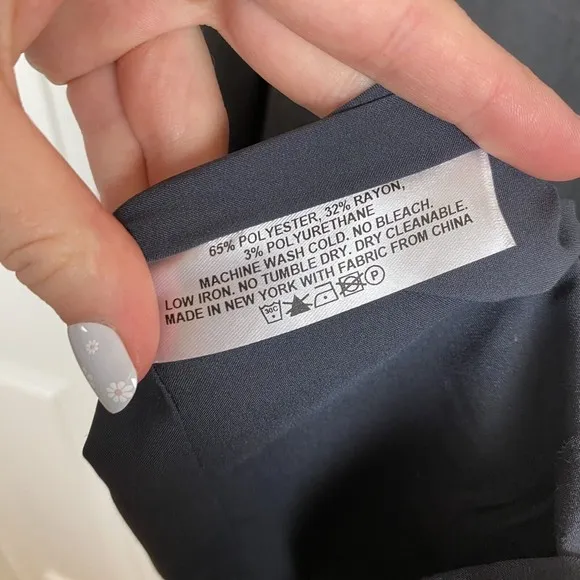 65% POLYESTER, 32% RAYON,
3% POLYURETHANE
MACHINE WASH COLD. NO BLEACH.
LOW IRON. NO TUMBLE DRY. DRY CLEANABLE.
MADE IN NEW YORK WITH FABRIC FROM CHINA
30C P